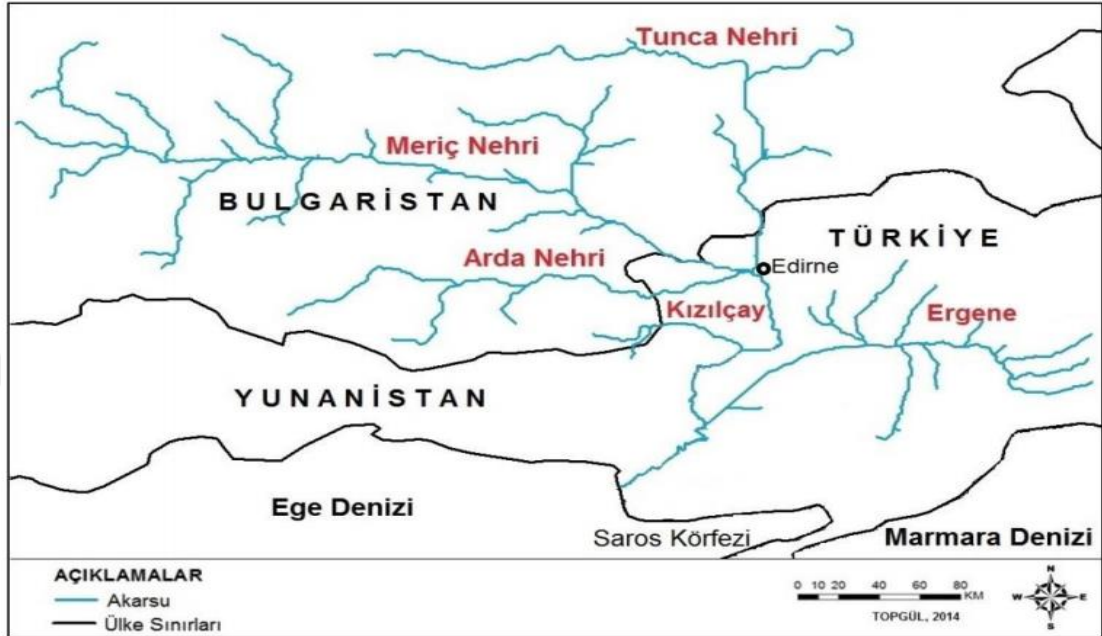 Tunca Nehri
Meriç Nehri
BULGARİSTAN
TÜRKİYE
Arda Nehri
Edirne
Kızılçay
Ergene
YUNANİSTAN
Ege Denizi
Saros Körfezi
Marmara Denizi
AÇIKLAMALAR
Akarsu
Ülke Sınırları
0 10 20 40 60 80
KM
TOPGÜL, 2014
N
W E
S